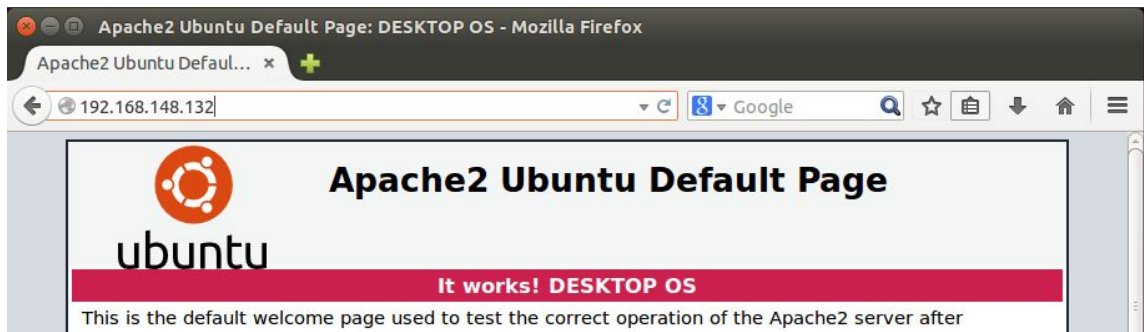 Apache2 Ubuntu Default Page: DESKTOP OS - Mozilla Firefox
Apache2 Ubuntu Defaul... ×
192.168.148.132
8 Google
ubuntu
Apache2 Ubuntu Default Page
It works! DESKTOP OS
This is the default welcome page used to test the correct operation of the Apache2 server after